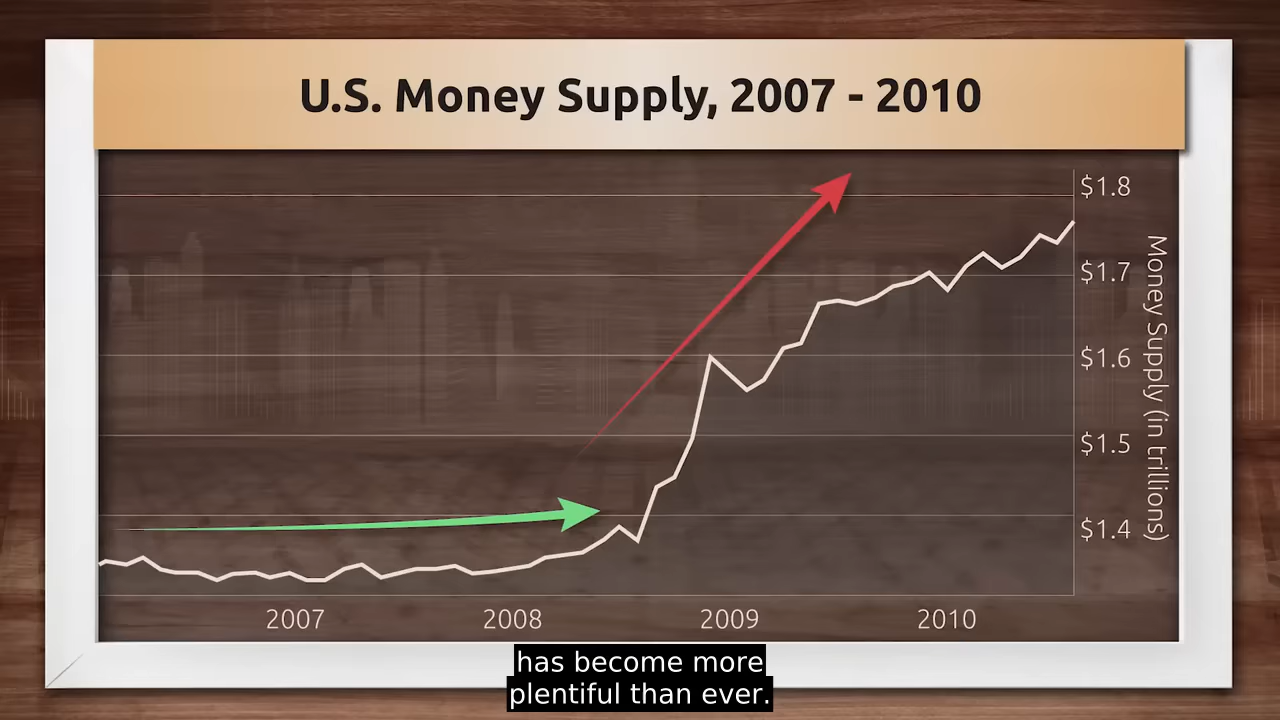 U.S. Money Supply, 2007 - 2010
$1.8
$1.7
$1.6
$1.5
$1.4
Money Supply (in trillions)
2007 2008 2009 2010
has become more
plentiful than ever.